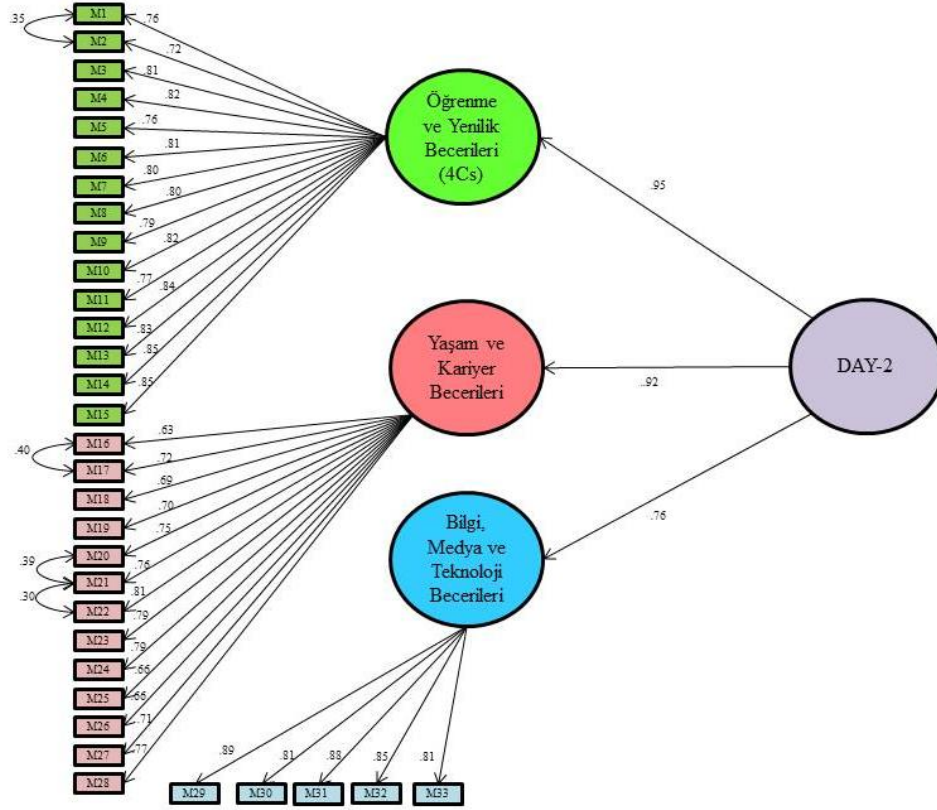 M1
M2
M3
M4
M5
M6
M7
M8
M9
M10
M11
M12
M13
M14
M15
M16
M17
M18
M19
M20
M21
M22
M23
M24
M25
M26
M27
M28
.35
.40
.39
.30
.76
.72
.81
.82
.76
.81
.80
.80
.79
.82
.77
.84
.83
.85
.85
.63
.72
.69
.70
.75
.76
.81
.79
.79
.66
.66
.71
.77
Öğrenme
ve Yenilik
Becerileri
(4Cs)
Yaşam ve
Kariyer
Becerileri
Bilgi,
Medya ve
Teknoloji
Becerileri
.95
.92
.76
DAY-2
.89
.81
.88
.85
.81
M29
M30
M31
M32
M33